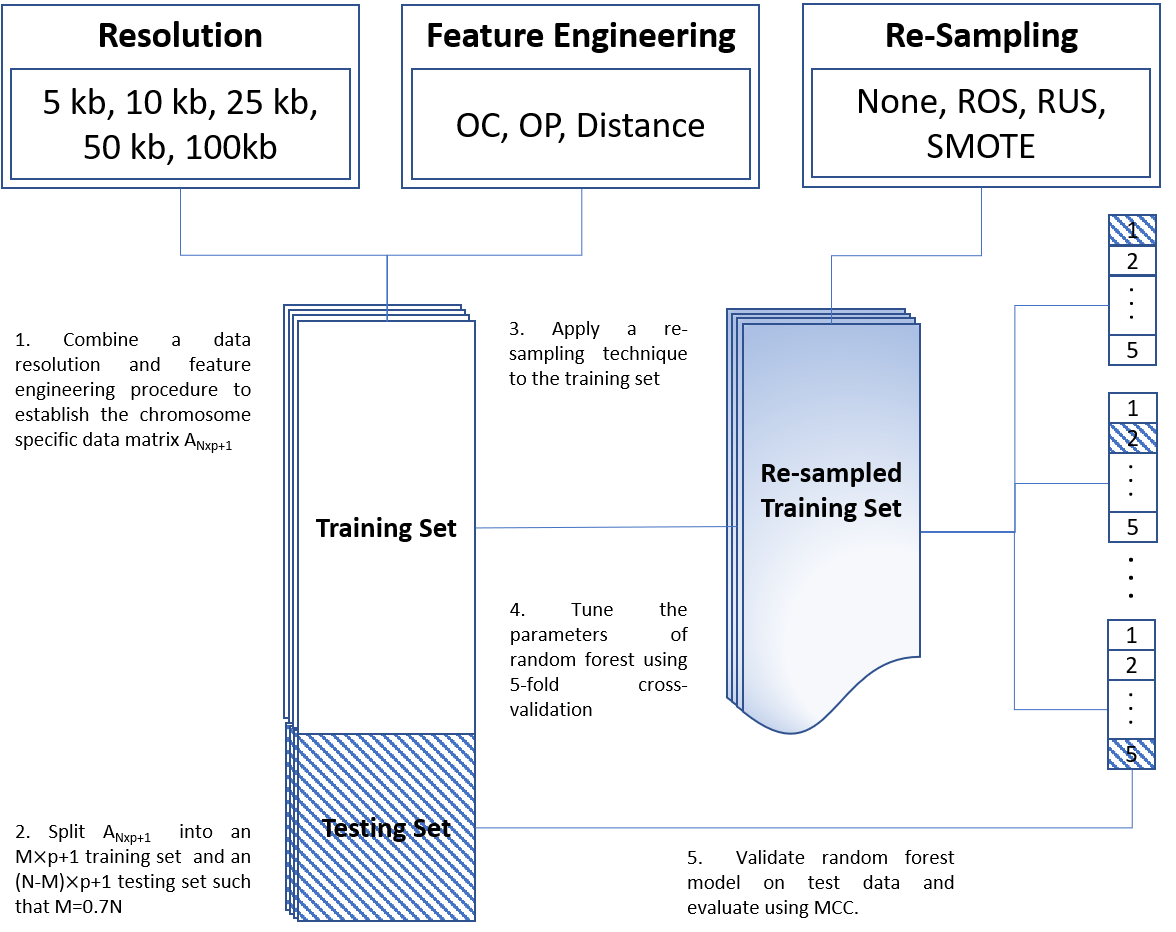 Resolution
5 kb, 10 kb, 25 kb,
50 kb, 100kb
Feature Engineering
OC, OP, Distance
Re-Sampling
None, ROS, RUS,
SMOTE
1. Combine a data
resolution and feature
engineering procedure to
establish the chromosome
specific data matrix A_Nxp+1
2. Split A_Nxp+1 into an
M×p+1 training set and an
(N-M)×p+1 testing set such
that M=0.7N
Training Set
Testing Set
3. Apply a re-
sampling technique
to the training set
4. Tune the
parameters of
random forest using
5-fold cross-
validation
Re-sampled
Training Set
5. Validate random forest
model on test data and
evaluate using MCC.
1
2
⋮
5
1
2
⋮
5
⋮
1
2
⋮
5